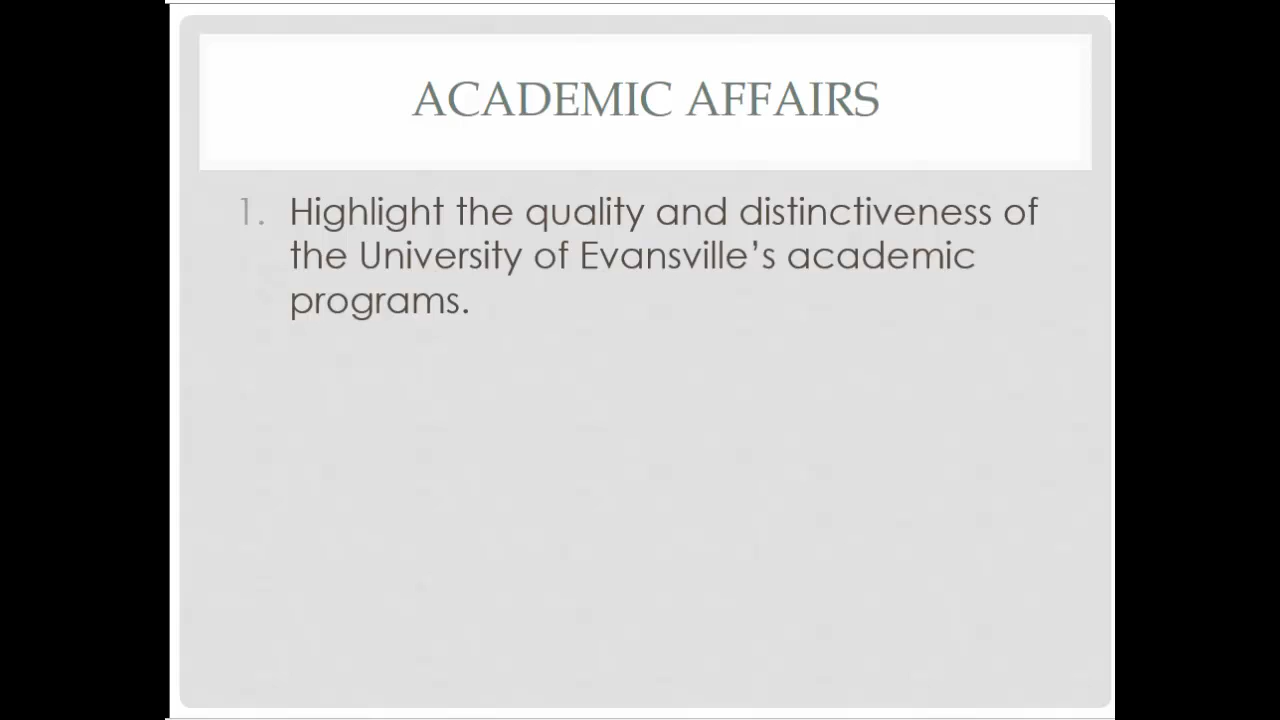 ACADEMIC AFFAIRS
1. Highlight the quality and distinctiveness of
the University of Evansville’s academic
programs.